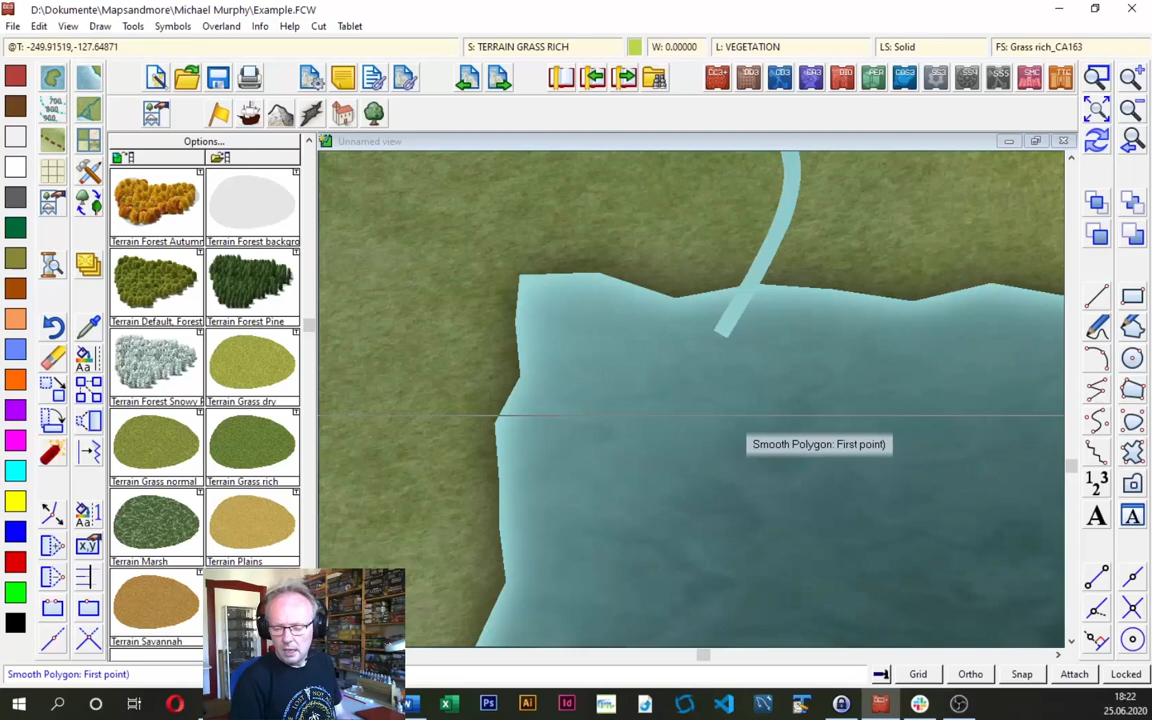 D:\Dokumente\Mapsandmore\Michael Murphy\Example.FCW
File Edit View Draw Tools Symbols Overland Info Help Cut Tablet
@T: -249.91519,-127.64871
S: TERRAIN GRASS RICH
W: 0.00000
L: VEGETATION
LS: Solid
FS: Grass rich_CA163
Options...
Unnamed view
Terrain Forest Autumn
Terrain Forest backgro
Terrain Default, Forest
Terrain Forest Pine
Terrain Forest Snowy
Terrain Grass dry
Terrain Grass normal
Terrain Grass rich
Terrain Marsh
Terrain Plains
Terrain Savannah
Smooth Polygon: First point)
Smooth Polygon: First point)
Grid Ortho Snap Attach Locked
18:22
25.06.2020